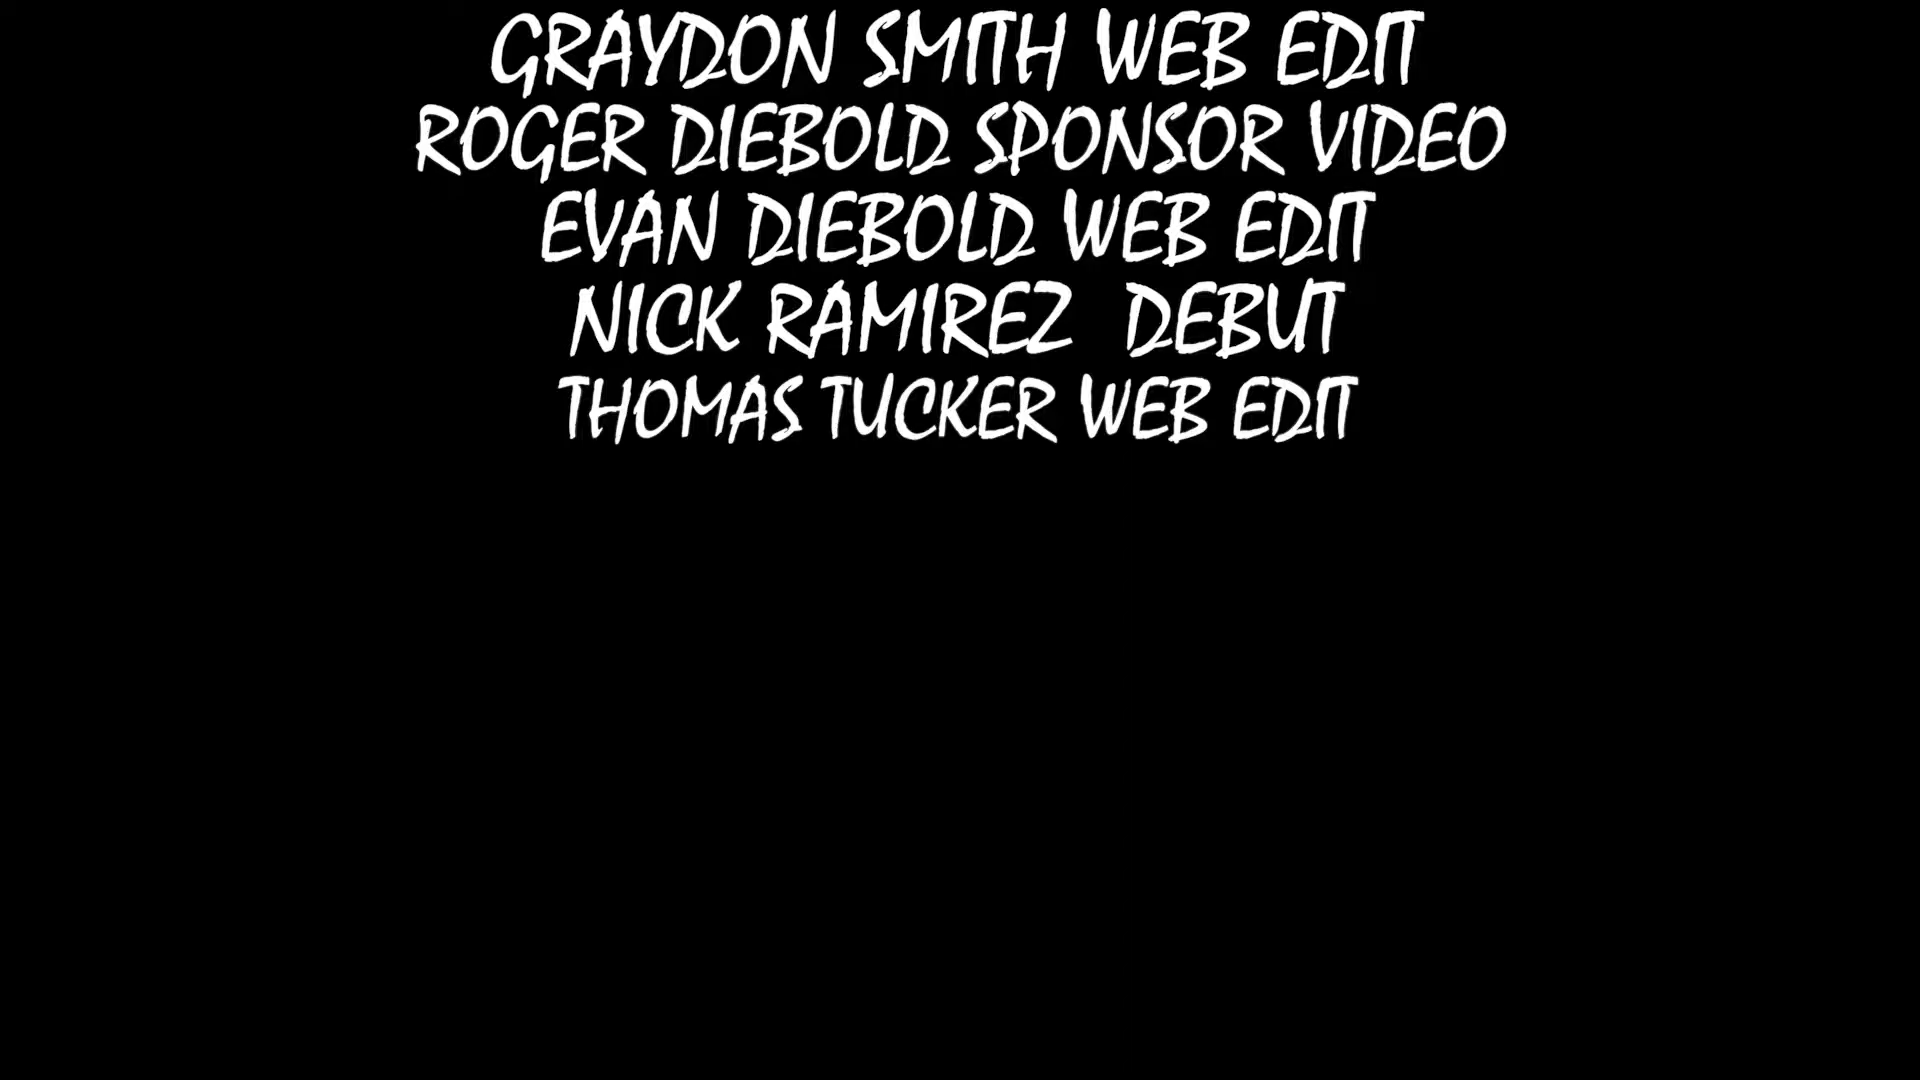 GRAYDON SMITH WEB EDIT
ROGER DIEBOLD SPONSOR VIDEO
EVAN DIEBOLD WEB EDIT
NICK RAMIREZ DEBUT
THOMAS TUCKER WEB EDIT